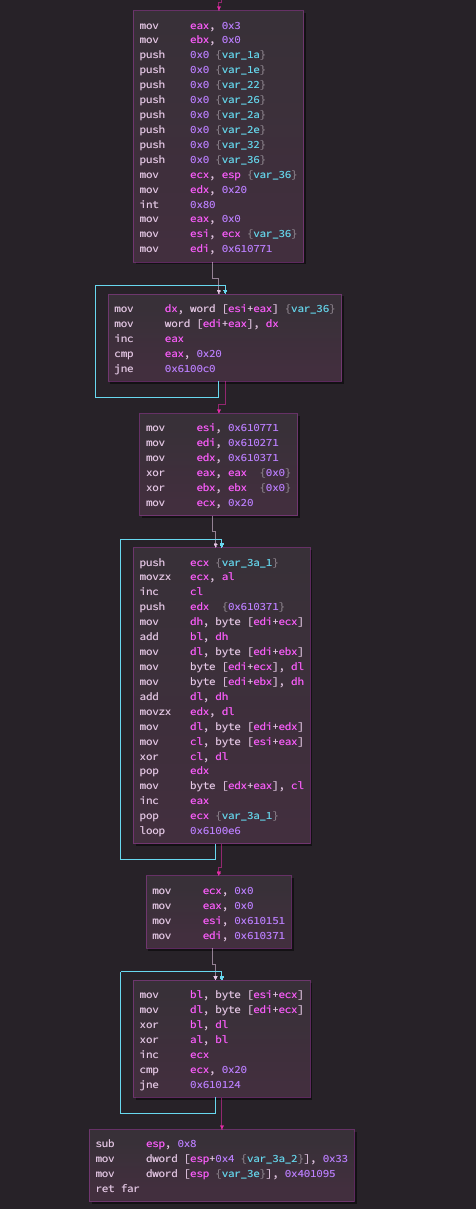 mov eax, 0x3
mov ebx, 0x0
push 0x0 {var_1a}
push 0x0 {var_1e}
push 0x0 {var_22}
push 0x0 {var_26}
push 0x0 {var_2a}
push 0x0 {var_2e}
push 0x0 {var_32}
push 0x0 {var_36}
mov ecx, esp {var_36}
mov edx, 0x20
int 0x80
mov eax, 0x0
mov esi, ecx {var_36}
mov edi, 0x610771
mov dx, word [esi+eax] {var_36}
mov word [edi+eax], dx
inc eax
cmp eax, 0x20
jne 0x6100c0
mov esi, 0x610771
mov edi, 0x610271
mov edx, 0x610371
xor eax, eax {0x0}
xor ebx, ebx {0x0}
mov ecx, 0x20
push ecx {var_3a_1}
movzx ecx, al
inc cl
push edx {0x610371}
mov dh, byte [edi+ecx]
add bl, dh
mov dl, byte [edi+ebx]
mov byte [edi+ecx], dl
mov byte [edi+ebx], dh
add dl, dh
movzx edx, dl
mov dl, byte [edi+edx]
mov cl, byte [esi+eax]
xor cl, dl
pop edx
mov byte [edx+eax], cl
inc eax
pop ecx {var_3a_1}
loop 0x6100e6
mov ecx, 0x0
mov eax, 0x0
mov esi, 0x610151
mov edi, 0x610371
mov bl, byte [esi+ecx]
mov dl, byte [edi+ecx]
xor bl, dl
xor al, bl
inc ecx
cmp ecx, 0x20
jne 0x610124
sub esp, 0x8
mov dword [esp+0x4 {var_3a_2}], 0x33
mov dword [esp {var_3e}], 0x401095
ret far